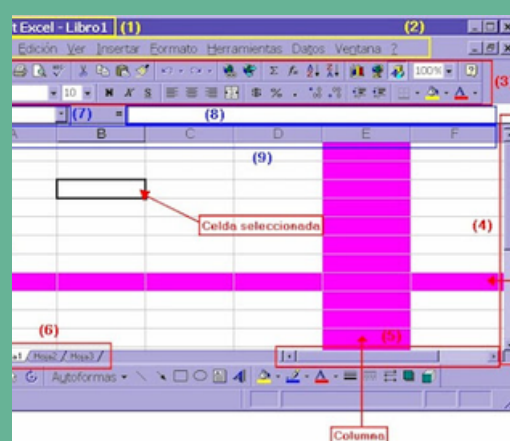 t Excel - Libro1 (1) (2)
Edición Ver Insertar Formato Herramientas Datos Ventana ?
100% (3
10 N K S $ %
(7) = (8)
A B C D E F
(9)
Celda seleccionada (4)
(6) (5)
a1 Hoja2 Hoja3
Autoformas
Columna